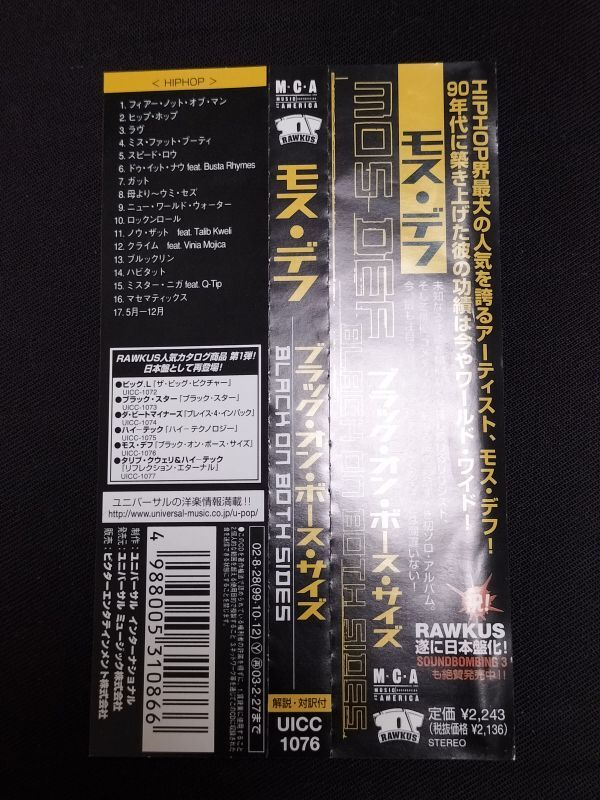 < HIPHOP >
1. フィアー・ノット・オブ・マン
2. ヒップ・ホップ
3. ラヴ
4. ミス・ファット・ブーティ
5. スピード・ロウ
6. ドゥ・イット・ナウ feat. Busta Rhymes
7. ガット
8. 母より〜ウミ・セズ
9. ニュー・ワールド・ウォーター
10. ロックンロール
11. ノウ・ザット feat. Talib Kweli
12. クライム feat. Vinia Mojica
13. ブルックリン
14. ハビタット
15. ミスター・ニガ feat. Q-Tip
16. マセマティックス
17. 5月ー12月
RAWKUS人気カタログ商品 第1弾!
日本盤として再登場!
●ビッグ.L「ザ・ビッグ・ピクチャー」
UICC-1072
●ブラック・スター「ブラック・スター」
UICC-1073
●ダ・ビートマイナーズ「ブレイス・4・インパック」
UICC-1074
●ハイーテック「ハイーテクノロジー」
UICC-1075
●モス・デフ「ブラック・オン・ボース・サイズ」
UICC-1076
●タリブ・クウェリ&ハイーテック
「リフレクション・エターナル」
UICC-1077
ユニバーサルの洋楽情報満載!!
http://www.universal-music.co.jp/u-pop/
4 988005 310866
制作:ユニバーサル インターナショナル
発売元:ユニバーサル ミュージック株式会社
販売:ビクターエンタテインメント株式会社
M·C·A
MUSIC
of AMERICA
RAWKUS
モス・デフ
ブラック・オン・ボース・サイズ
BLACK ON BOTH SIDES
02·8·28(99·10·12) Ⓨ 再 03·2·27まで
解説・対訳付
UICC
1076
HIPHOP界最大の人気を誇るアーティスト、モス・デフ!
90年代に築き上げた彼の功績は今やワールド・ワイド!
モス・デフ
MOS DEF
BLACK ON BOTH SIDES
ブラック・オン・ボース・サイズ
祝!
RAWKUS
遂に日本盤化!
SOUNDBOMBING 3
も絶賛発売中!!
M·C·A
MUSIC
of AMERICA
RAWKUS
定価 ¥2,243
(税抜価格 ¥2,136)
STEREO